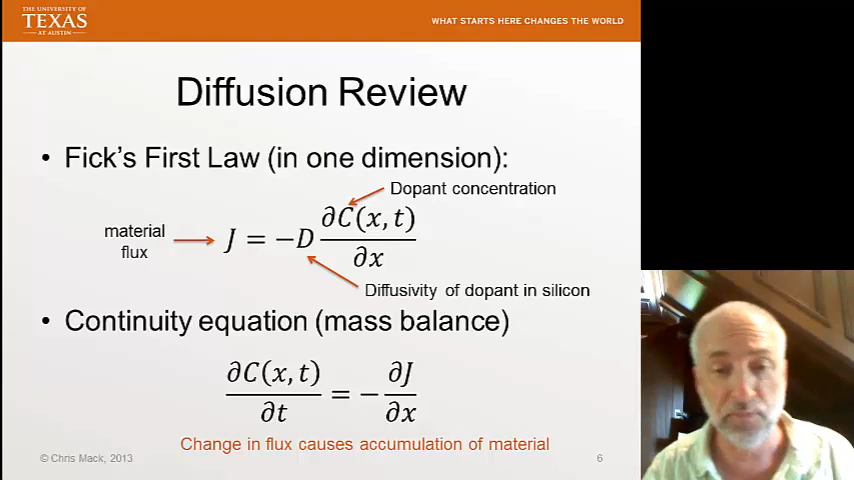 THE UNIVERSITY OF
TEXAS
AT AUSTIN
WHAT STARTS HERE CHANGES THE WORLD
Diffusion Review
• Fick's First Law (in one dimension):
Dopant concentration
material
flux
J = −D ∂C(x, t) / ∂x
Diffusivity of dopant in silicon
• Continuity equation (mass balance)
∂C(x, t) / ∂t = − ∂J / ∂x
Change in flux causes accumulation of material
© Chris Mack, 2013
6